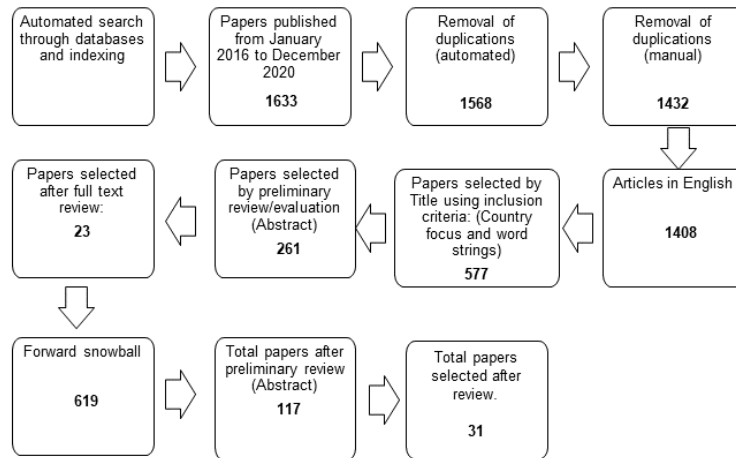 Automated search
through databases
and indexing
Papers published
from January
2016 to December
2020
1633
Removal of
duplications
(automated)
1568
Removal of
duplications
(manual)
1432
Articles in English
1408
Papers selected by
Title using inclusion
criteria: (Country
focus and word
strings)
577
Papers selected
by preliminary
review/evaluation
(Abstract)
261
Papers selected
after full text
review:
23
Forward snowball
619
Total papers after
preliminary review
(Abstract)
117
Total papers
selected after
review.
31